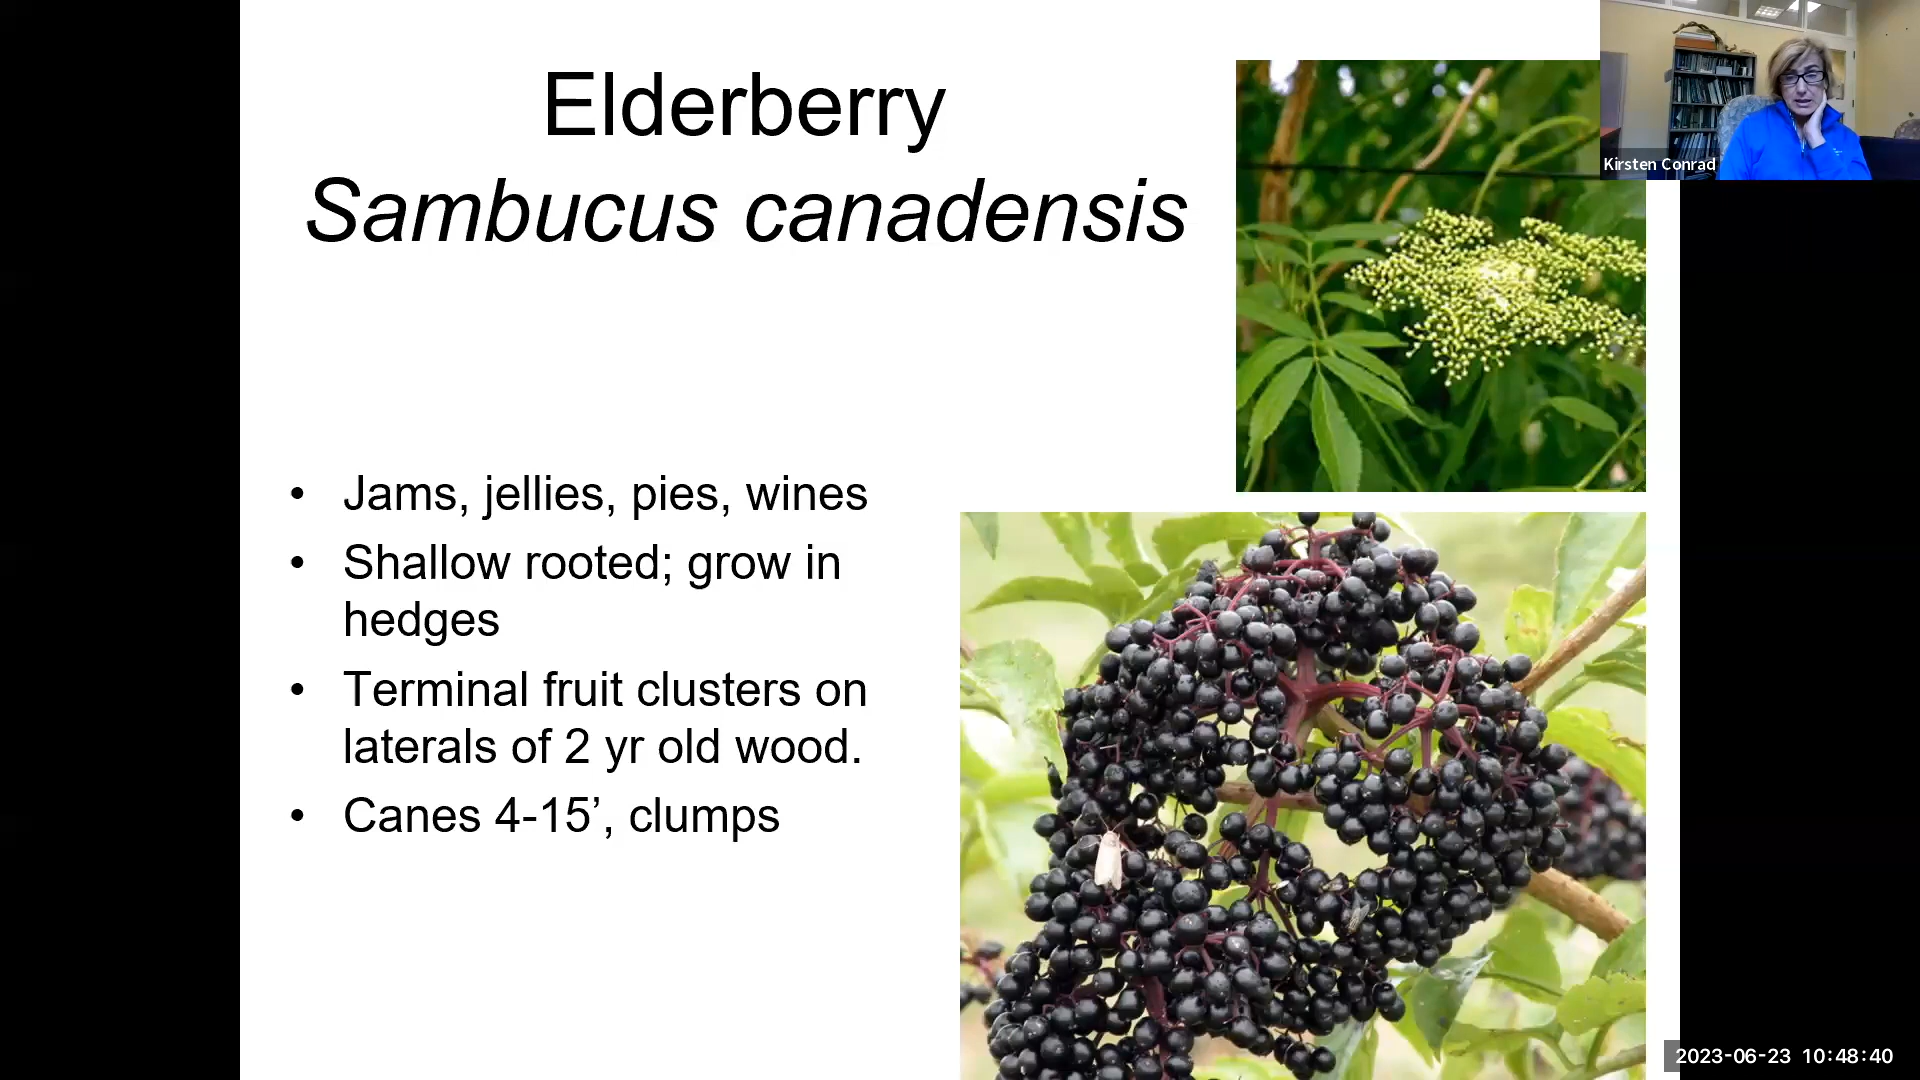 Elderberry
Sambucus canadensis
Kirsten Conrad
• Jams, jellies, pies, wines
• Shallow rooted; grow in
hedges
• Terminal fruit clusters on
laterals of 2 yr old wood.
• Canes 4-15’, clumps
2023-06-23 10:48:40